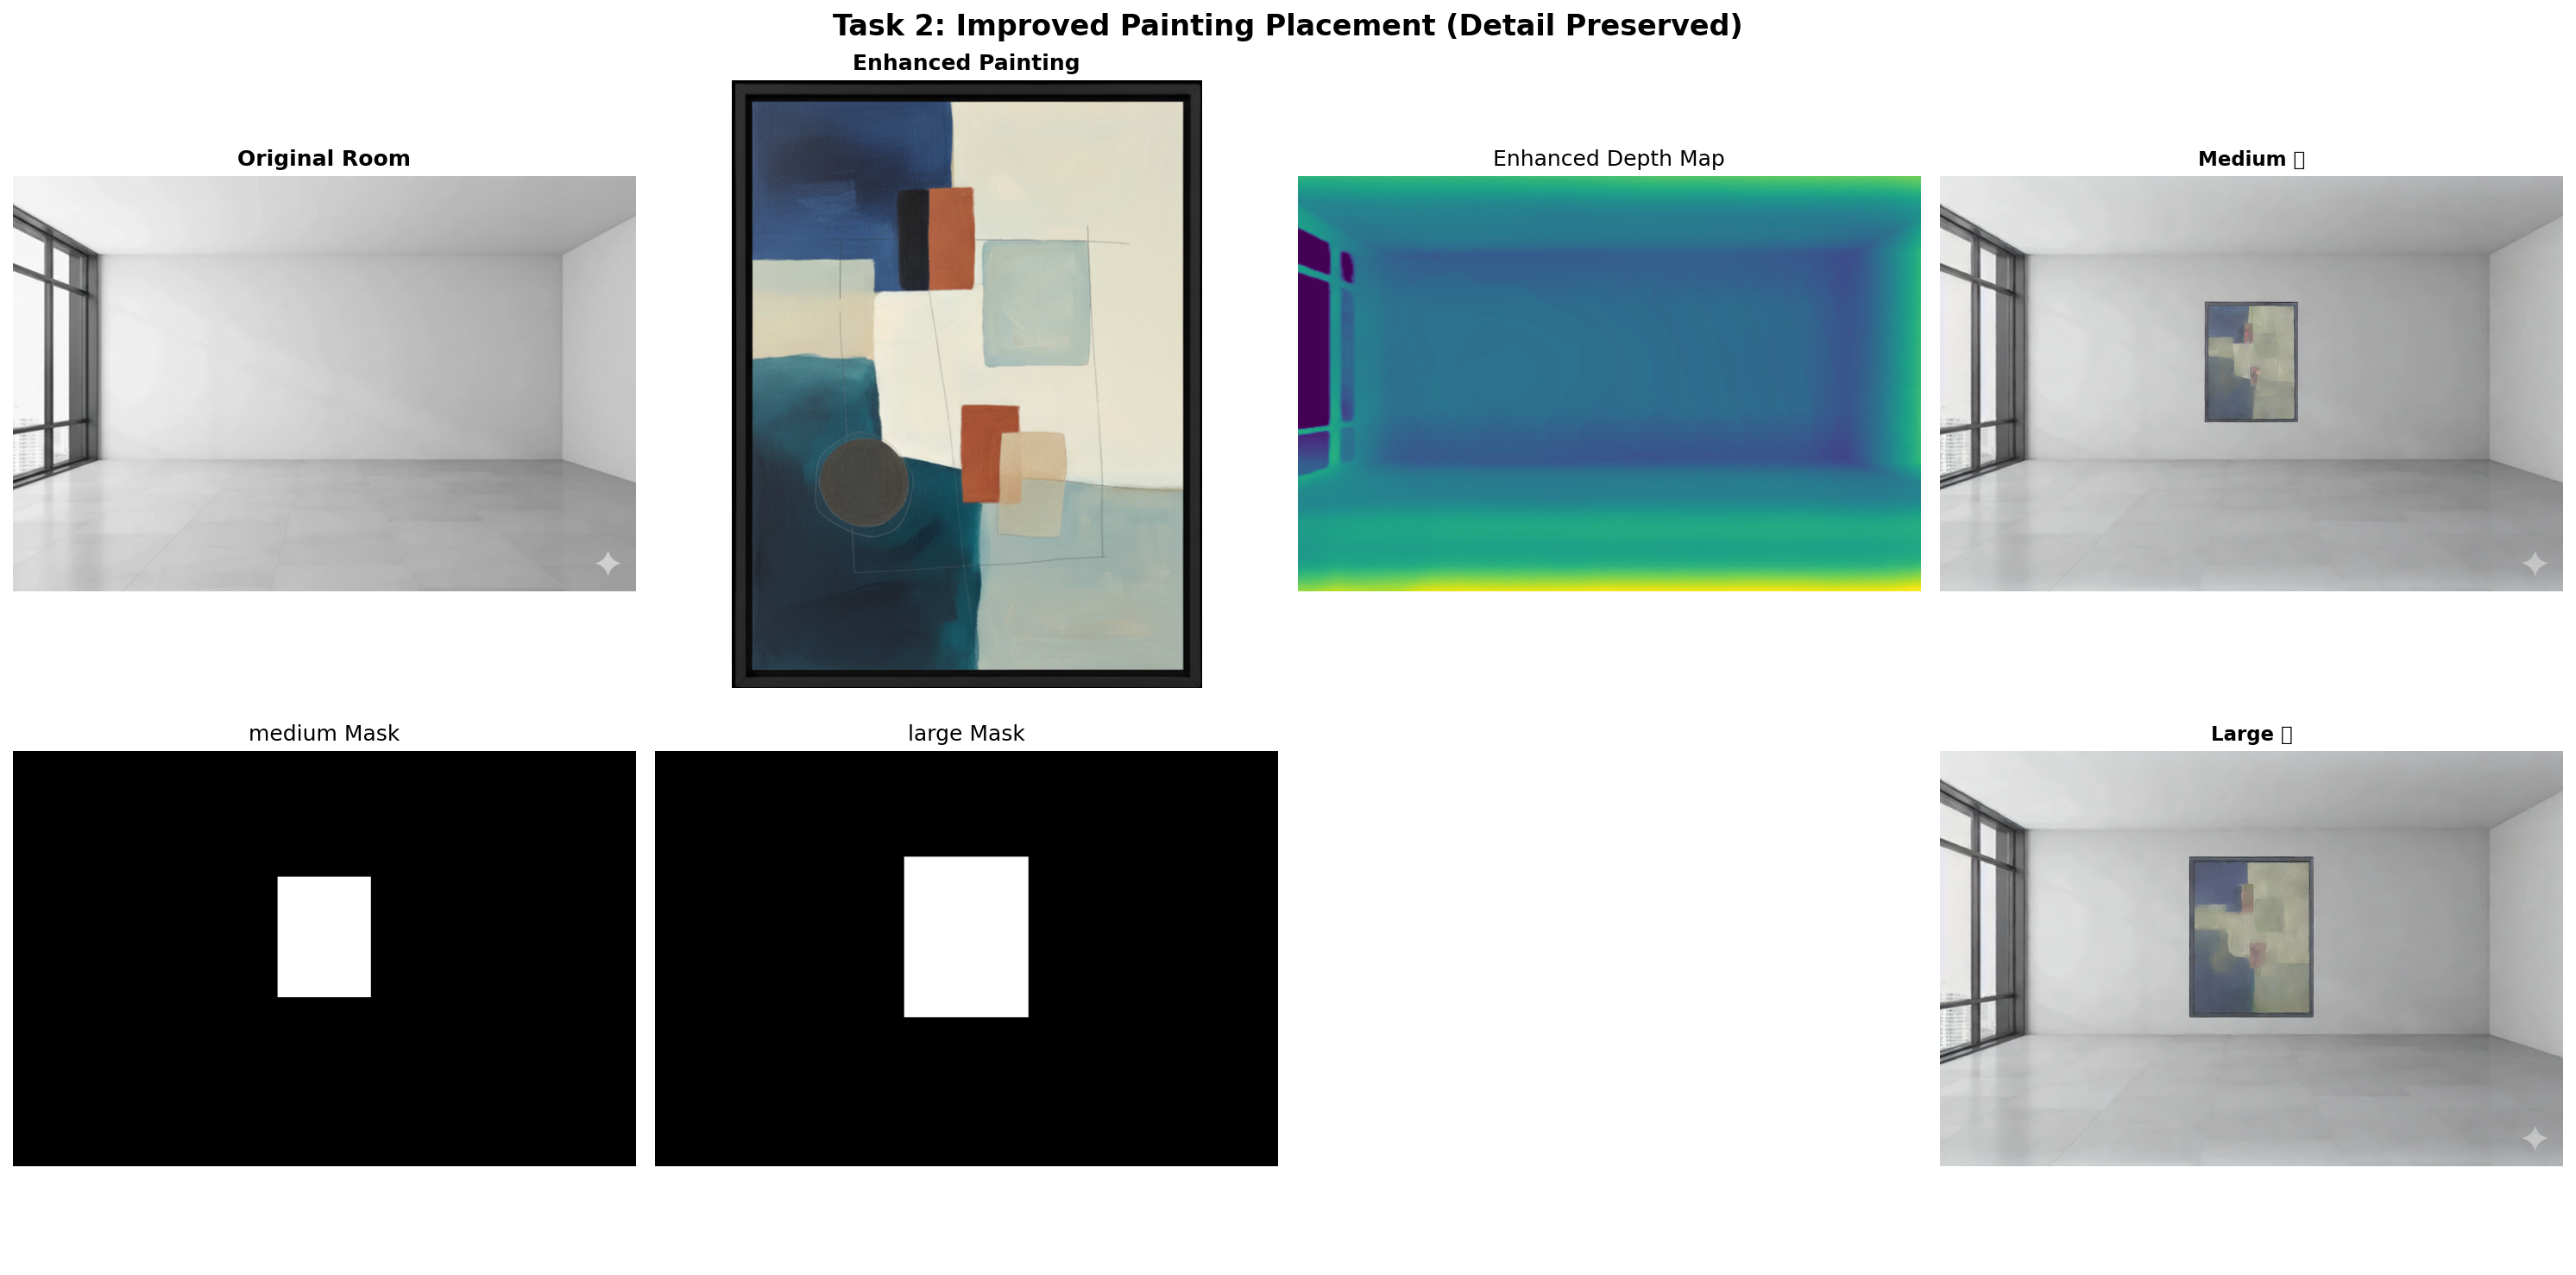 Task 2: Improved Painting Placement (Detail Preserved)
Enhanced Painting
Original Room
Enhanced Depth Map
Medium
medium Mask
large Mask
Large